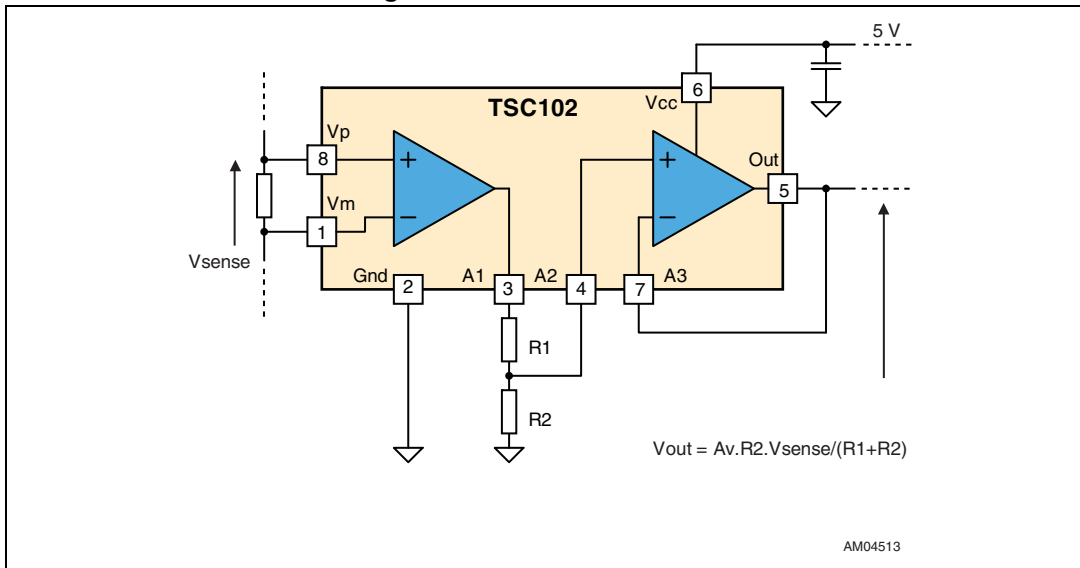 5 V
6
Vcc
TSC102
Vp
8
Out
5
Vm
1
Vsense
Gnd
2
A1
3
A2
4
7
A3
R1
R2
Vout = Av.R2.Vsense/(R1+R2)
AM04513